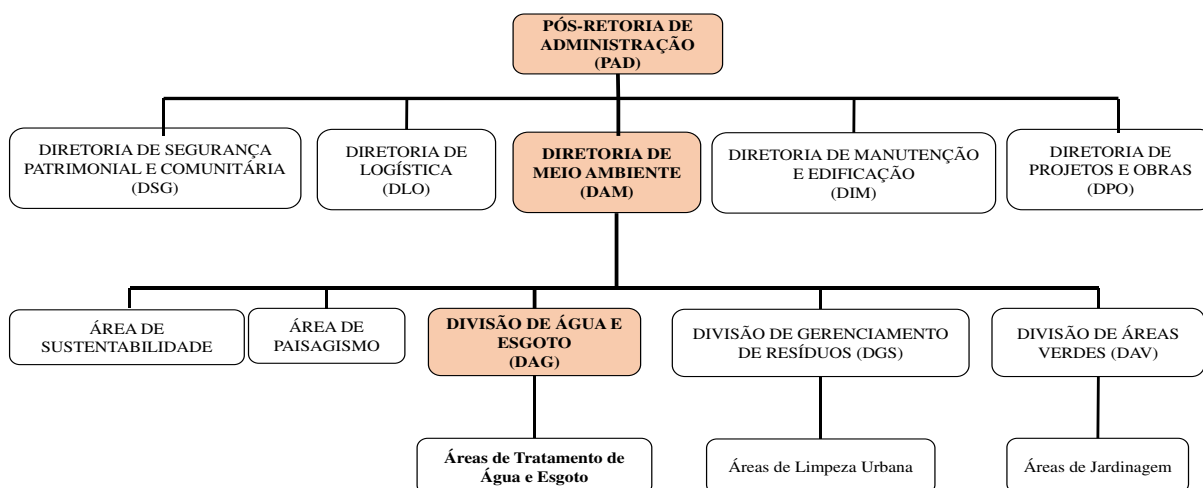 PÓS-RETORIA DE
ADMINISTRAÇÃO
(PAD)
DIRETORIA DE SEGURANÇA
PATRIMONIAL E COMUNITÁRIA
(DSG)
DIRETORIA DE
LOGÍSTICA
(DLO)
DIRETORIA DE
MEIO AMBIENTE
(DAM)
DIRETORIA DE MANUTENÇÃO
E EDIFICAÇÃO
(DIM)
DIRETORIA DE
PROJETOS E OBRAS
(DPO)
ÁREA DE
SUSTENTABILIDADE
ÁREA DE
PAISAGISMO
DIVISÃO DE ÁGUA E
ESGOTO
(DAG)
DIVISÃO DE GERENCIAMENTO
DE RESÍDUOS (DGS)
DIVISÃO DE ÁREAS
VERDES (DAV)
Áreas de Tratamento de
Água e Esgoto
Áreas de Limpeza Urbana
Áreas de Jardinagem